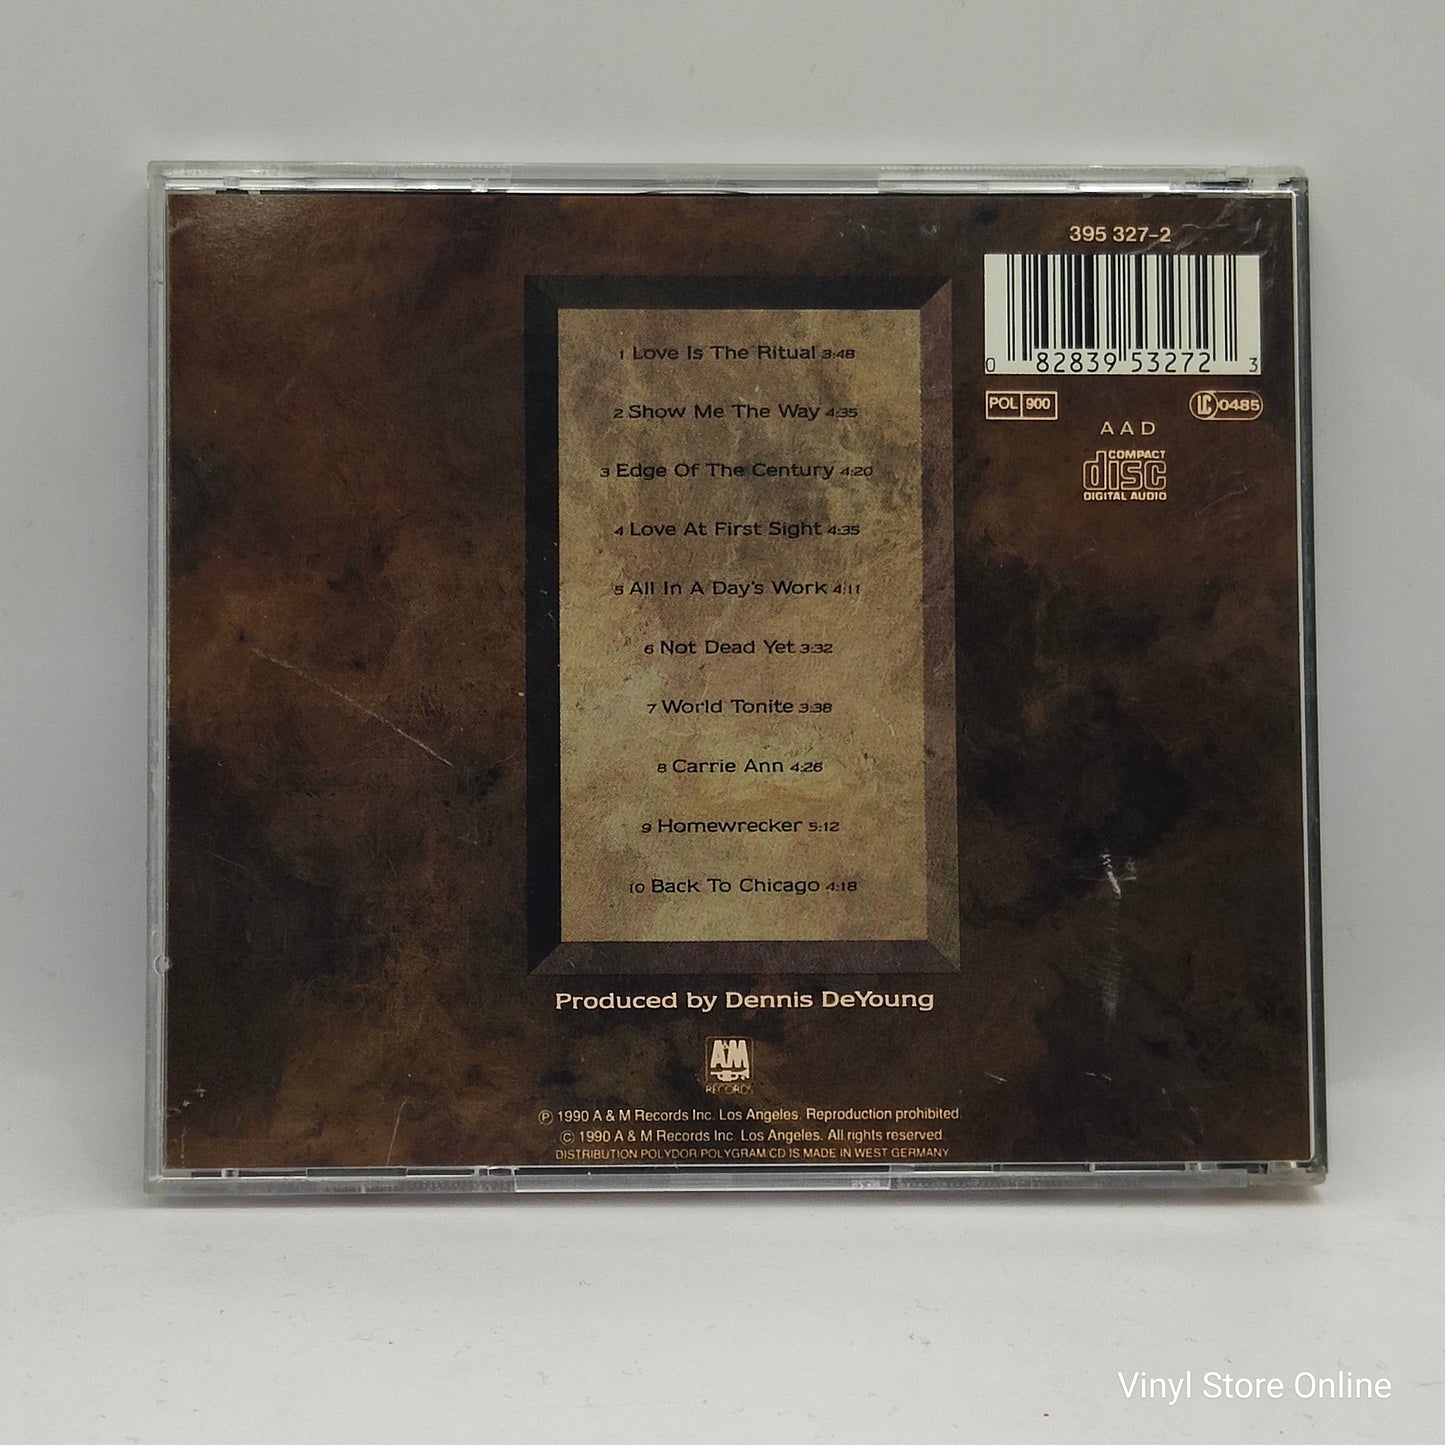 395 327-2
0 82839 53272 3
POL 900
LC 0485
AAD
COMPACT
disc
DIGITAL AUDIO
1 Love Is The Ritual 3:48
2 Show Me The Way 4:35
3 Edge Of The Century 4:20
4 Love At First Sight 4:35
5 All In A Day's Work 4:11
6 Not Dead Yet 3:32
7 World Tonite 3:38
8 Carrie Ann 4:26
9 Homewrecker 5:12
10 Back To Chicago 4:18
Produced by Dennis DeYoung
A&M
RECORDS
℗ 1990 A & M Records Inc. Los Angeles. Reproduction prohibited.
© 1990 A & M Records Inc. Los Angeles. All rights reserved
DISTRIBUTION POLYDOR POLYGRAM/CD IS MADE IN WEST GERMANY
Vinyl Store Online